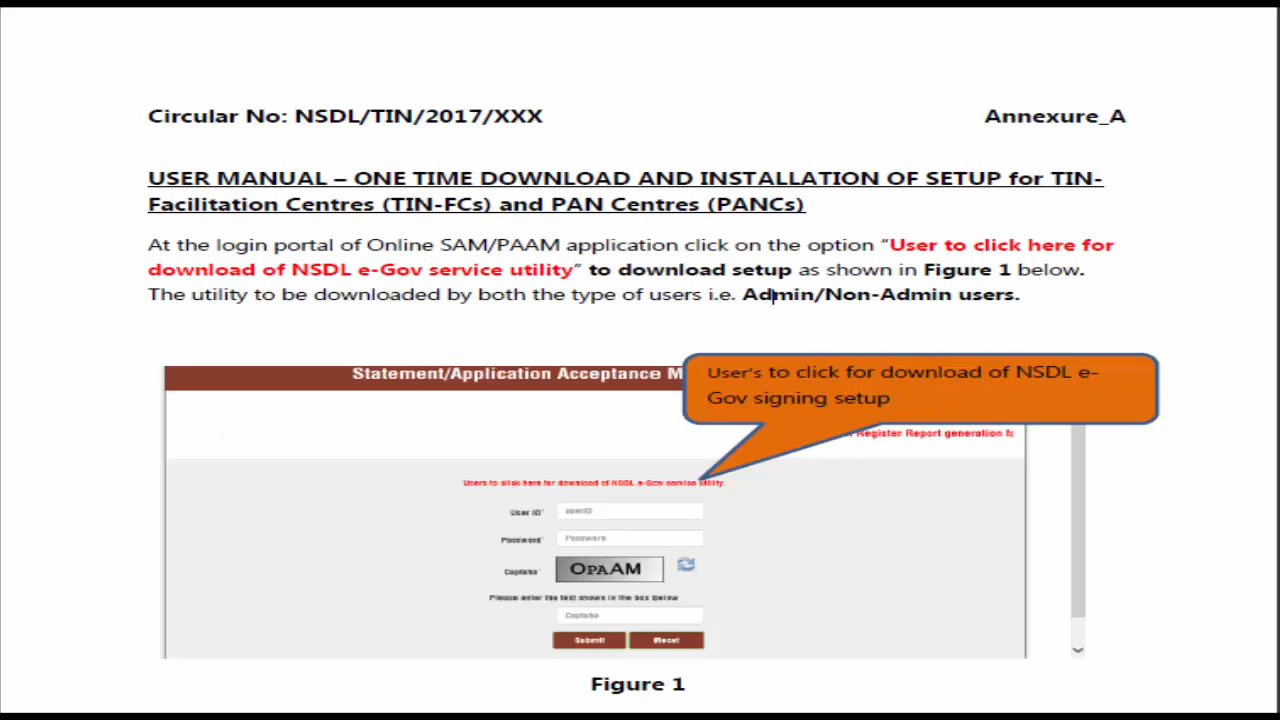 Circular No: NSDL/TIN/2017/XXX Annexure_A
USER MANUAL – ONE TIME DOWNLOAD AND INSTALLATION OF SETUP for TIN-
Facilitation Centres (TIN-FCs) and PAN Centres (PANCs)
At the login portal of Online SAM/PAAM application click on the option “User to click here for
download of NSDL e-Gov service utility” to download setup as shown in Figure 1 below.
The utility to be downloaded by both the type of users i.e. Admin/Non-Admin users.
Statement/Application Acceptance M
User's to click for download of NSDL e-
Gov signing setup
Register Report generation fa
Users to click here for download of NSDL e-Gov service utility.
User ID* userID
Password* Password
Captcha* OPAAM
Please enter the text shown in the box below
Captcha
Submit Reset
Figure 1